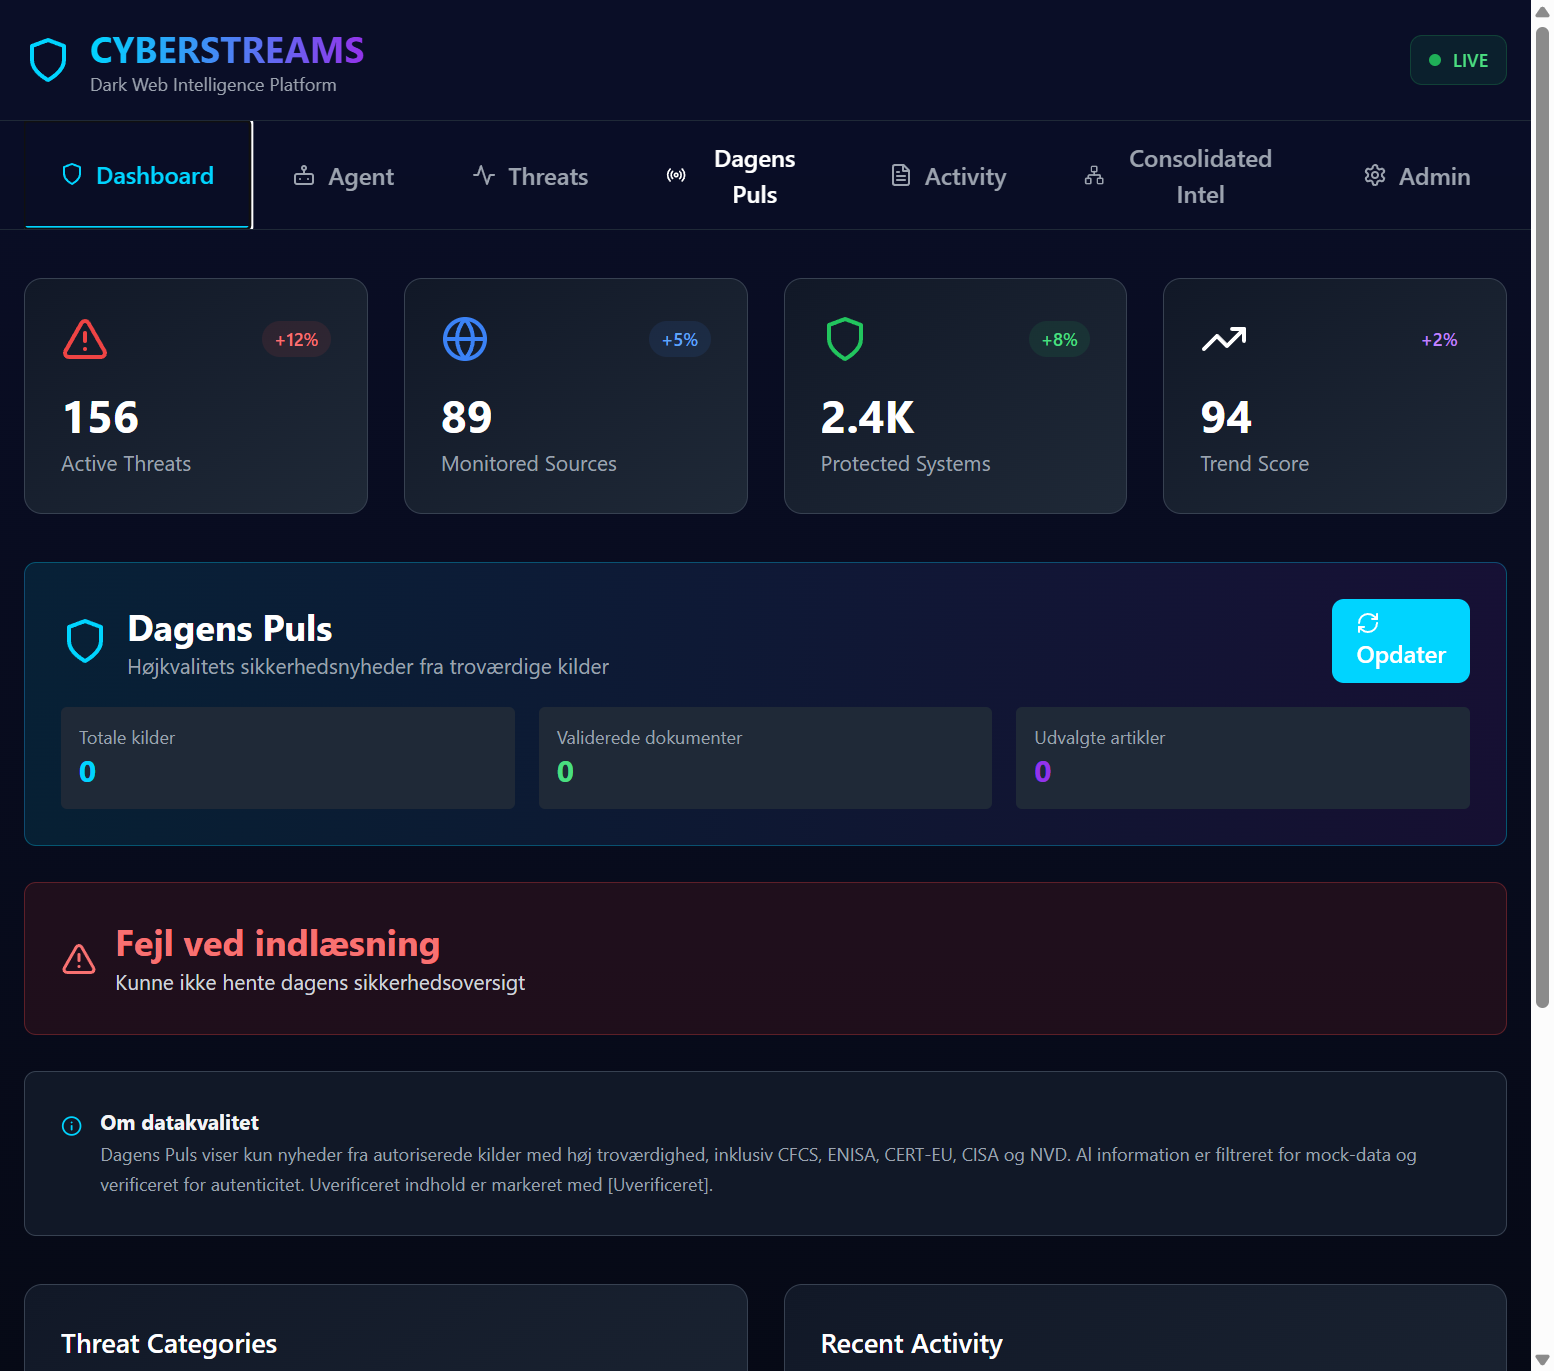 CYBERSTREAMS
Dark Web Intelligence Platform
LIVE
Dashboard
Agent
Threats
Dagens
Puls
Activity
Consolidated
Intel
Admin
+12%
156
Active Threats
+5%
89
Monitored Sources
+8%
2.4K
Protected Systems
+2%
94
Trend Score
Dagens Puls
Højkvalitets sikkerhedsnyheder fra troværdige kilder
Opdater
Totale kilder
0
Validerede dokumenter
0
Udvalgte artikler
0
Fejl ved indlæsning
Kunne ikke hente dagens sikkerhedsoversigt
Om datakvalitet
Dagens Puls viser kun nyheder fra autoriserede kilder med høj troværdighed, inklusiv CFCS, ENISA, CERT-EU, CISA og NVD. Al information er filtreret for mock-data og
verificeret for autenticitet. Uverificeret indhold er markeret med [Uverificeret].
Threat Categories
Recent Activity